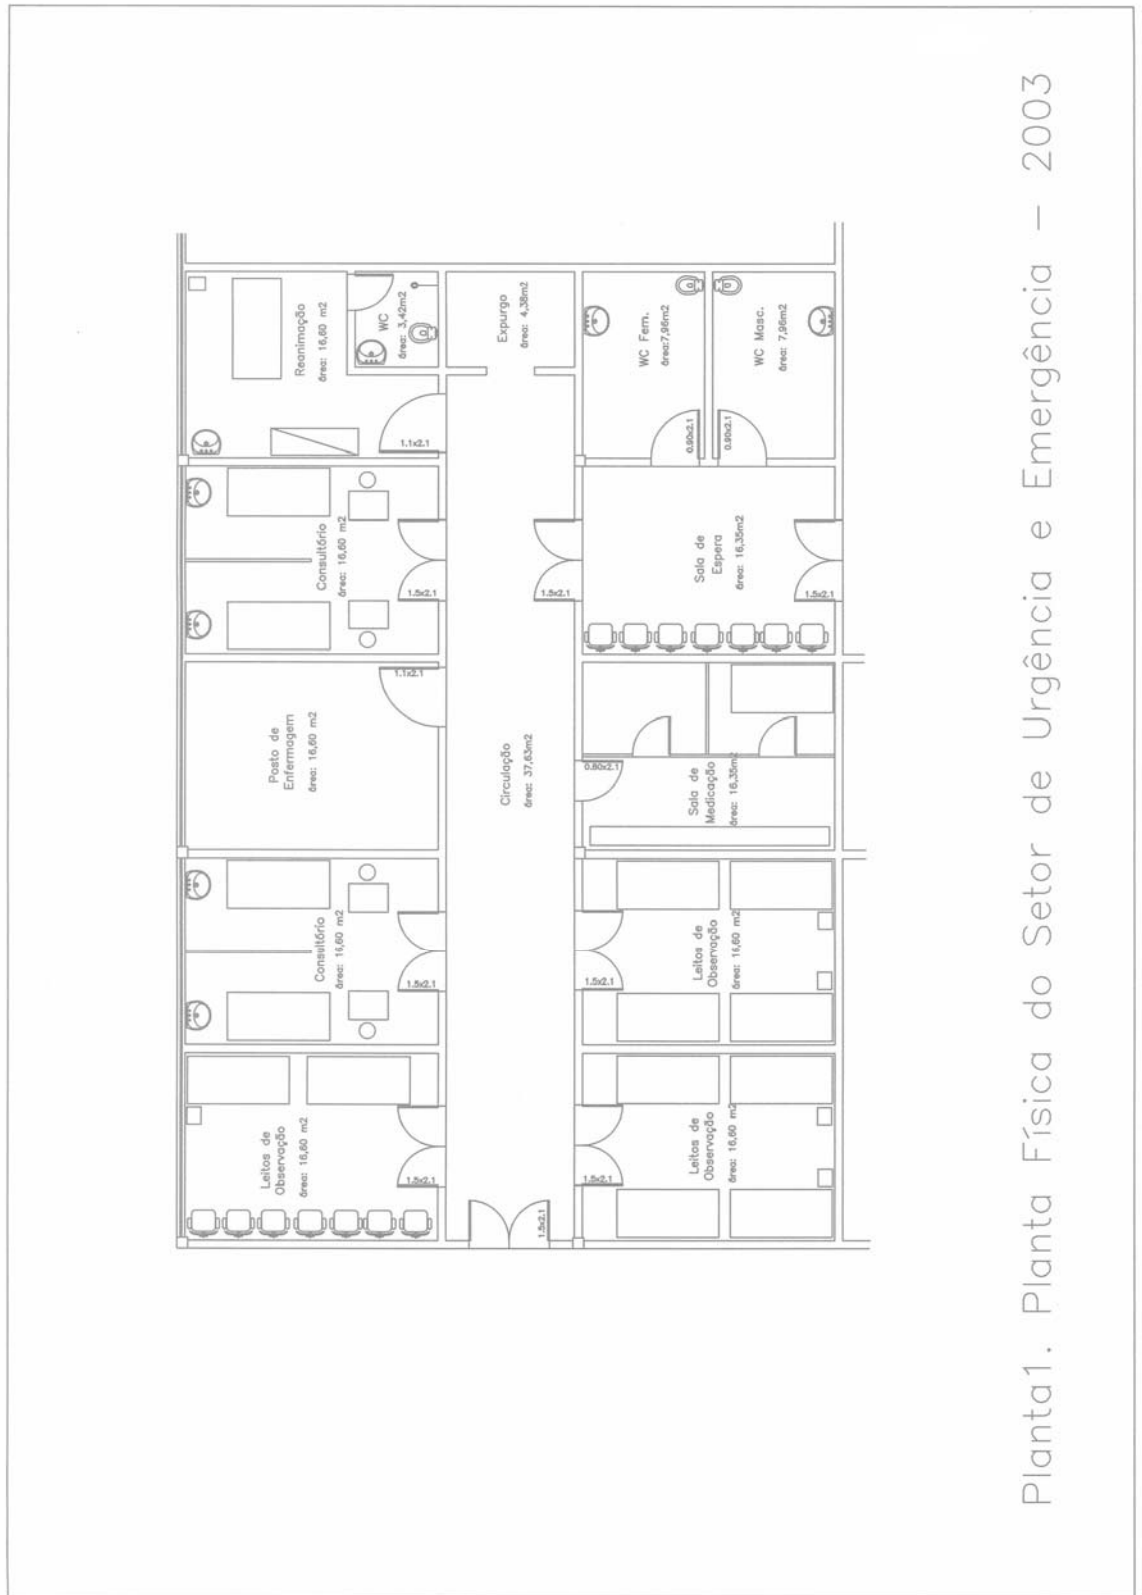 Planta1. Planta Física do Setor de Urgência e Emergência - 2003
Leitos de
Observação
área: 16,60 m2
1.5x2.1
Consultório
área: 16,60 m2
1.5x2.1
Posto de
Enfermagem
área: 16,60 m2
1.1x2.1
Consultório
área: 16,60 m2
1.5x2.1
Reanimação
área: 16,60 m2
1.1x2.1
WC
área: 3,42m2
1.5x2.1
Circulação
área: 37,63m2
Expurgo
área: 4,38m2
1.5x2.1
Leitos de
Observação
área: 16,60 m2
1.5x2.1
Leitos de
Observação
área: 16,60 m2
1.5x2.1
Sala de
Medicação
área: 16,35m2
0.80x2.1
Sala de
Espera
área: 16,35m2
1.5x2.1
1.5x2.1
WC Fem.
área:7,96m2
0.90x2.1
WC Masc.
área: 7,96m2
0.90x2.1